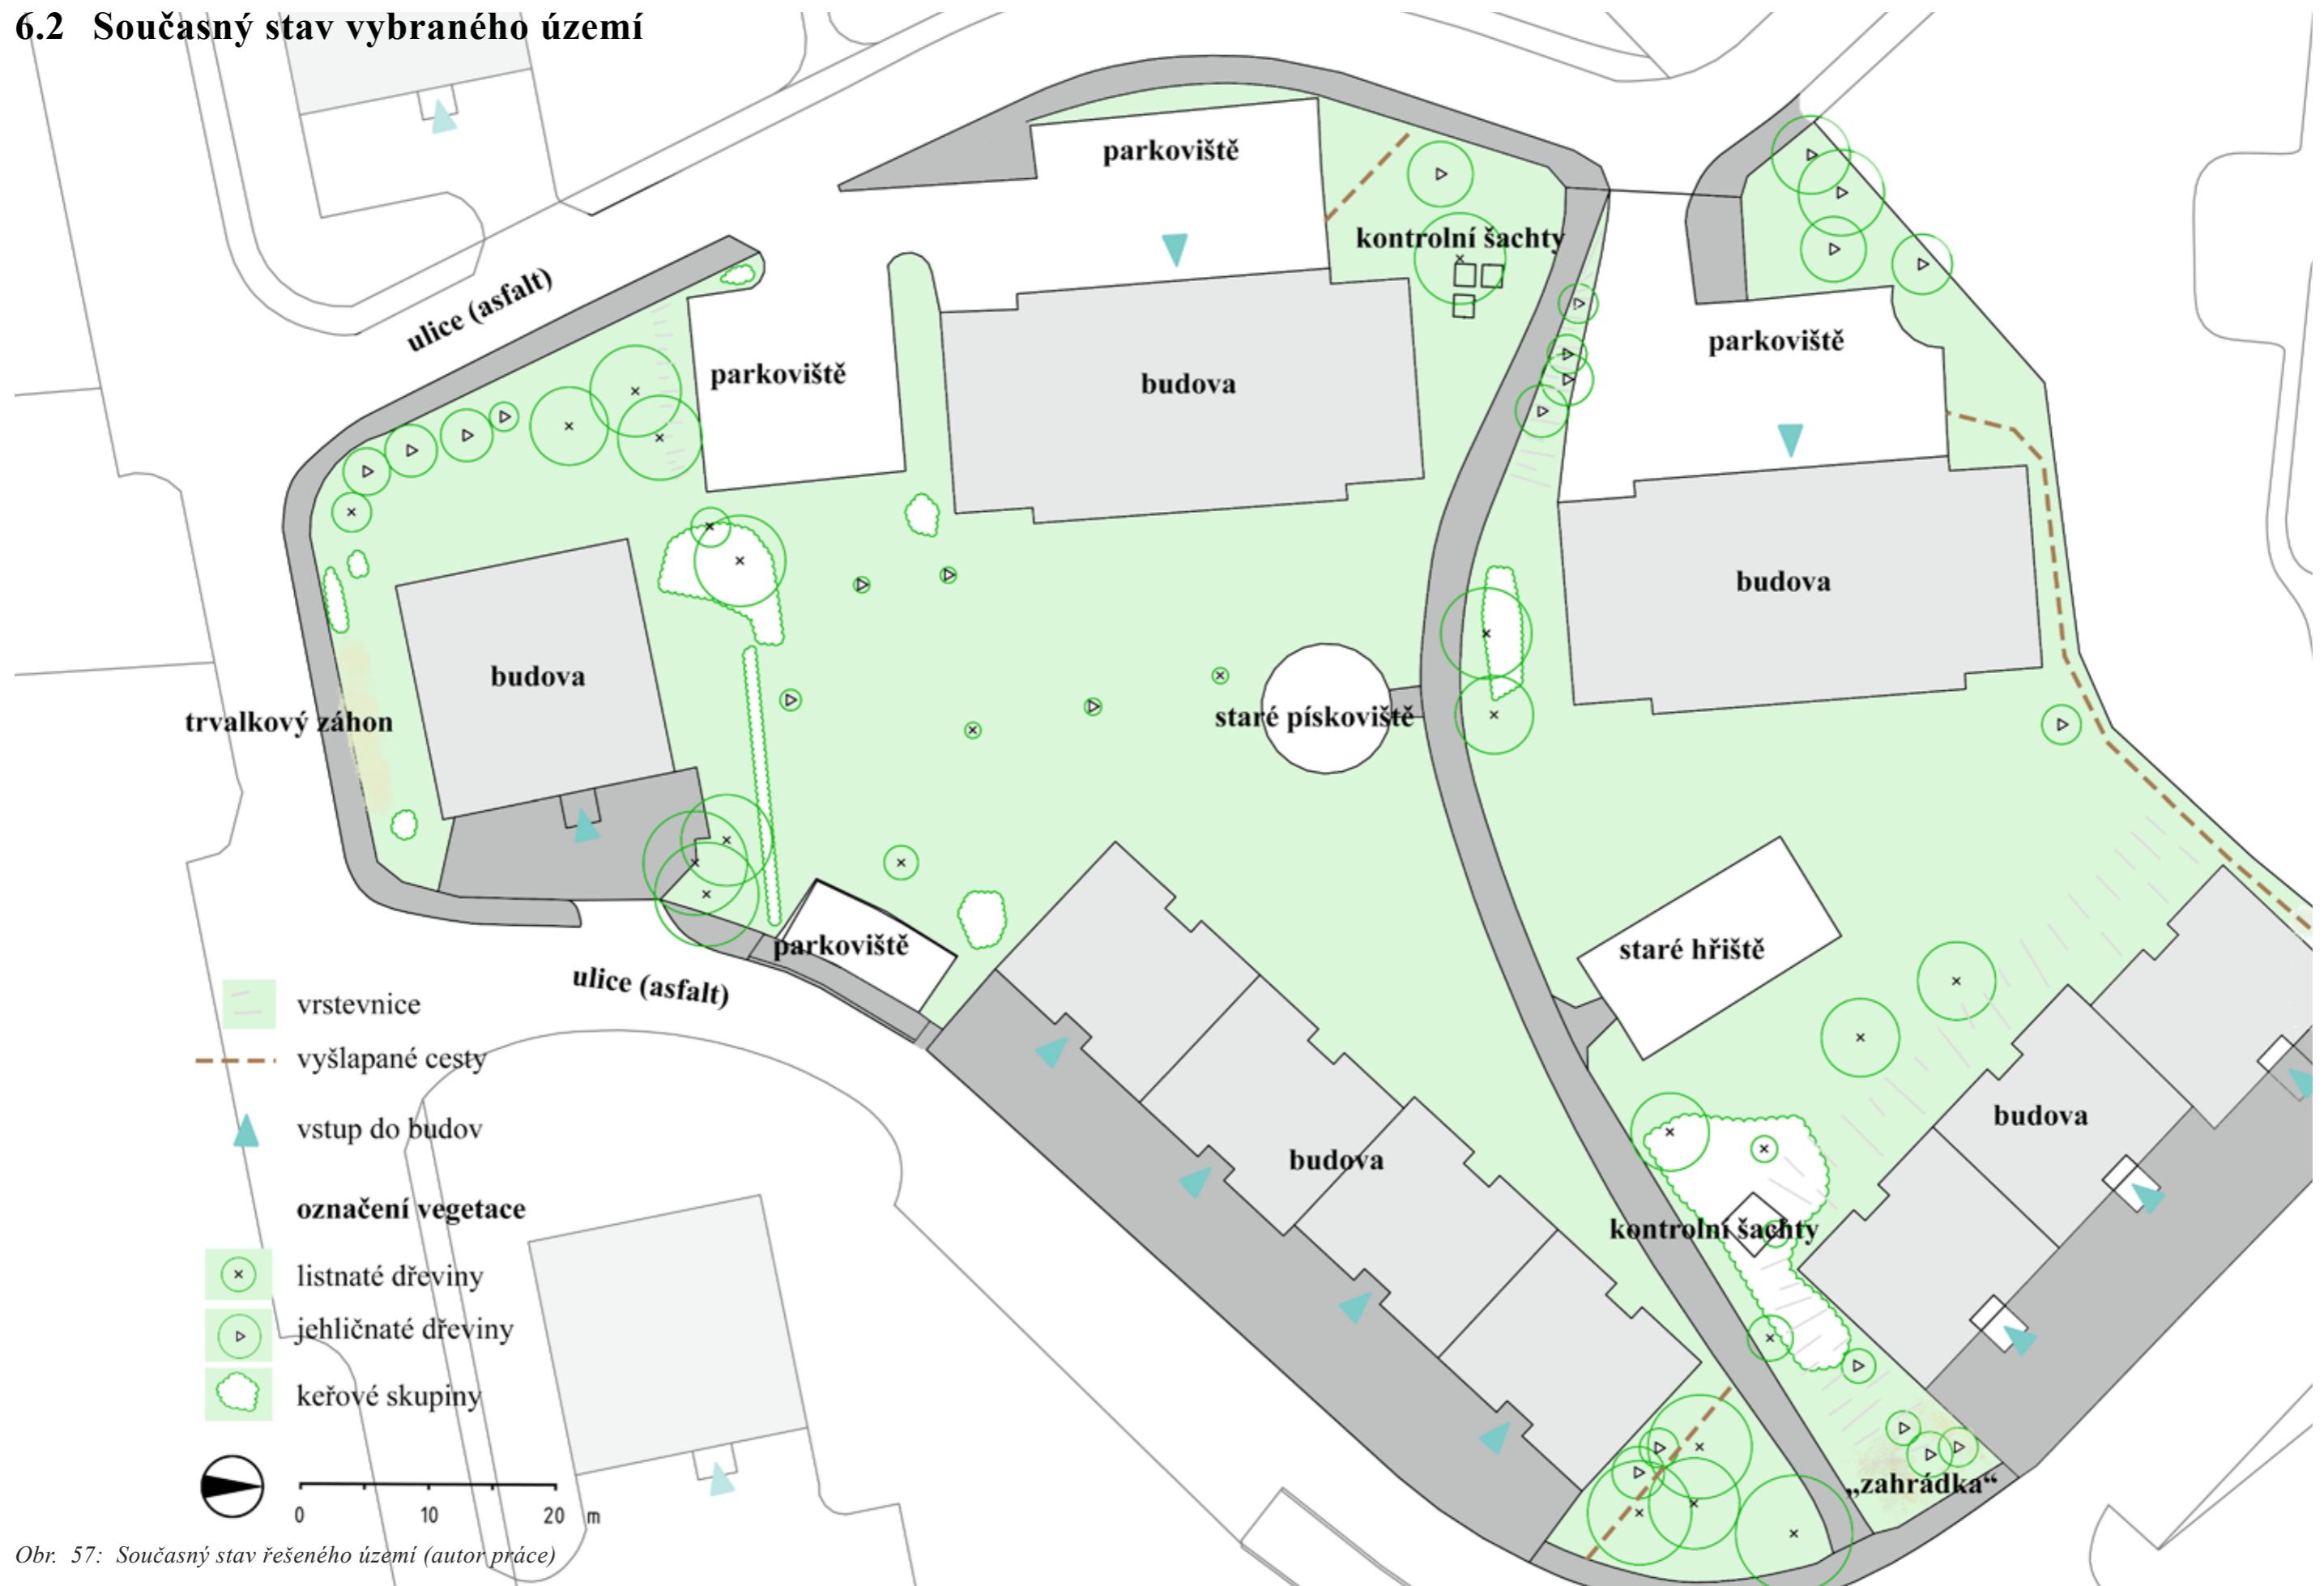 6.2 Současný stav vybraného území
parkoviště
kontrolní šachty
ulice (asfalt)
parkoviště
parkoviště
budova
budova
budova
trvalkový záhon
staré pískoviště
parkoviště
staré hřiště
ulice (asfalt)
budova
budova
kontrolní šachty
„zahrádka“
vrstevnice
vyšlapané cesty
vstup do budov
označení vegetace
listnaté dřeviny
jehličnaté dřeviny
keřové skupiny
0 10 20 m
Obr. 57: Současný stav řešeného území (autor práce)